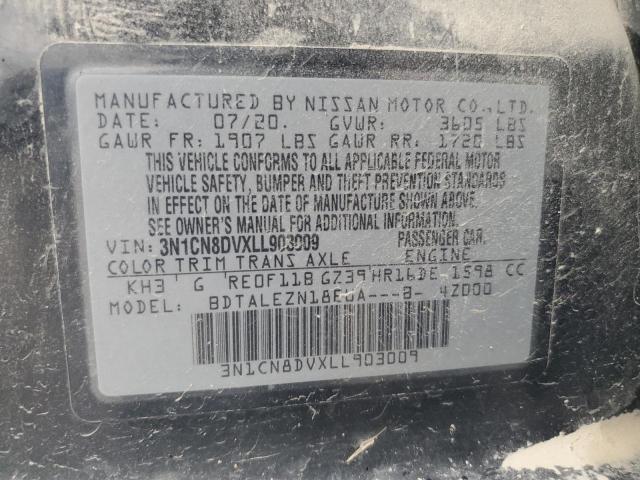 MANUFACTURED BY NISSAN MOTOR CO.,LTD.
DATE: 07/20. GVWR: 3605 LBS
GAWR FR: 1907 LBS GAWR RR: 1720 LBS
THIS VEHICLE CONFORMS TO ALL APPLICABLE FEDERAL MOTOR
VEHICLE SAFETY, BUMPER AND THEFT PREVENTION STANDARDS
IN EFFECT ON THE DATE OF MANUFACTURE SHOWN ABOVE.
SEE OWNER'S MANUAL FOR ADDITIONAL INFORMATION.
VIN: 3N1CN8DVXLL903009 PASSENGER CAR.
COLOR TRIM TRANS AXLE ENGINE
KH3 G RE0F11B GZ39 HR16DE 1598 CC
MODEL: BDTALEZN18EUA---B- 4Z000
3N1CN8DVXLL903009